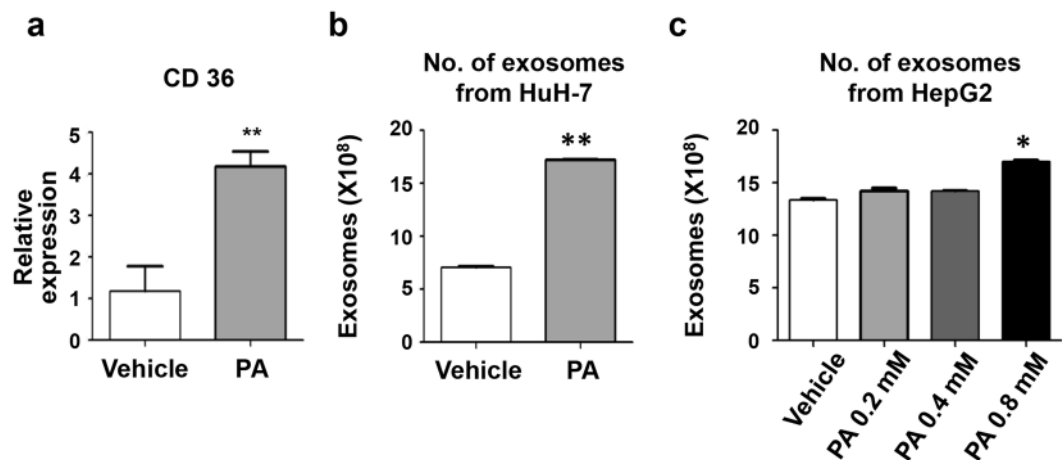 a
CD 36
Relative
expression
5
4
3
2
1
0
**
Vehicle
PA
b
No. of exosomes
from HuH-7
Exosomes (X10⁸)
20
15
10
5
0
**
Vehicle
PA
c
No. of exosomes
from HepG2
Exosomes (X10⁸)
20
15
10
5
0
*
Vehicle
PA 0.2 mM
PA 0.4 mM
PA 0.8 mM